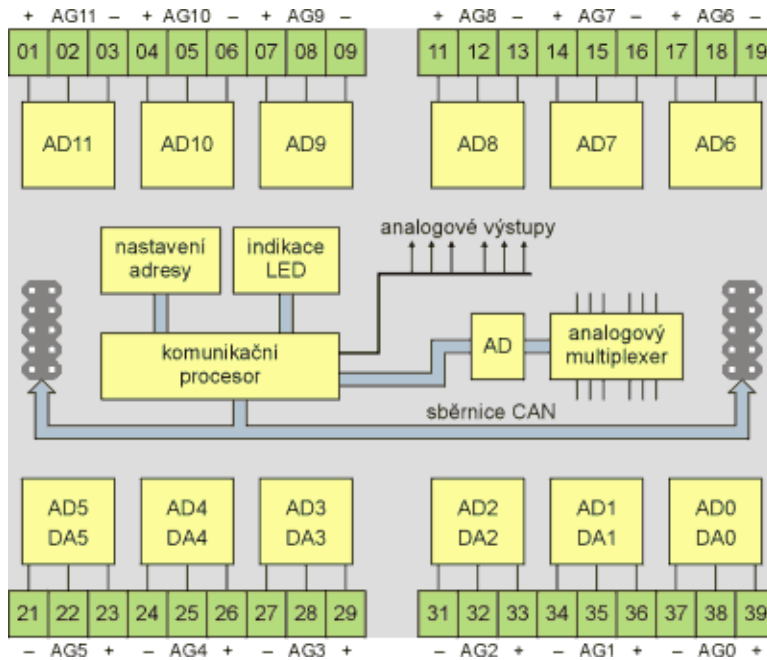 + AG11 – + AG10 – + AG9 – + AG8 – + AG7 – + AG6 –
01 02 03 04 05 06 07 08 09 11 12 13 14 15 16 17 18 19
AD11 AD10 AD9 AD8 AD7 AD6
analogové výstupy
nastavení
adresy
indikace
LED
komunikační
procesor
AD
analogový
multiplexer
sběrnice CAN
AD5 AD4 AD3 AD2 AD1 AD0
DA5 DA4 DA3 DA2 DA1 DA0
21 22 23 24 25 26 27 28 29 31 32 33 34 35 36 37 38 39
– AG5 + – AG4 + – AG3 + – AG2 + – AG1 + – AG0 +